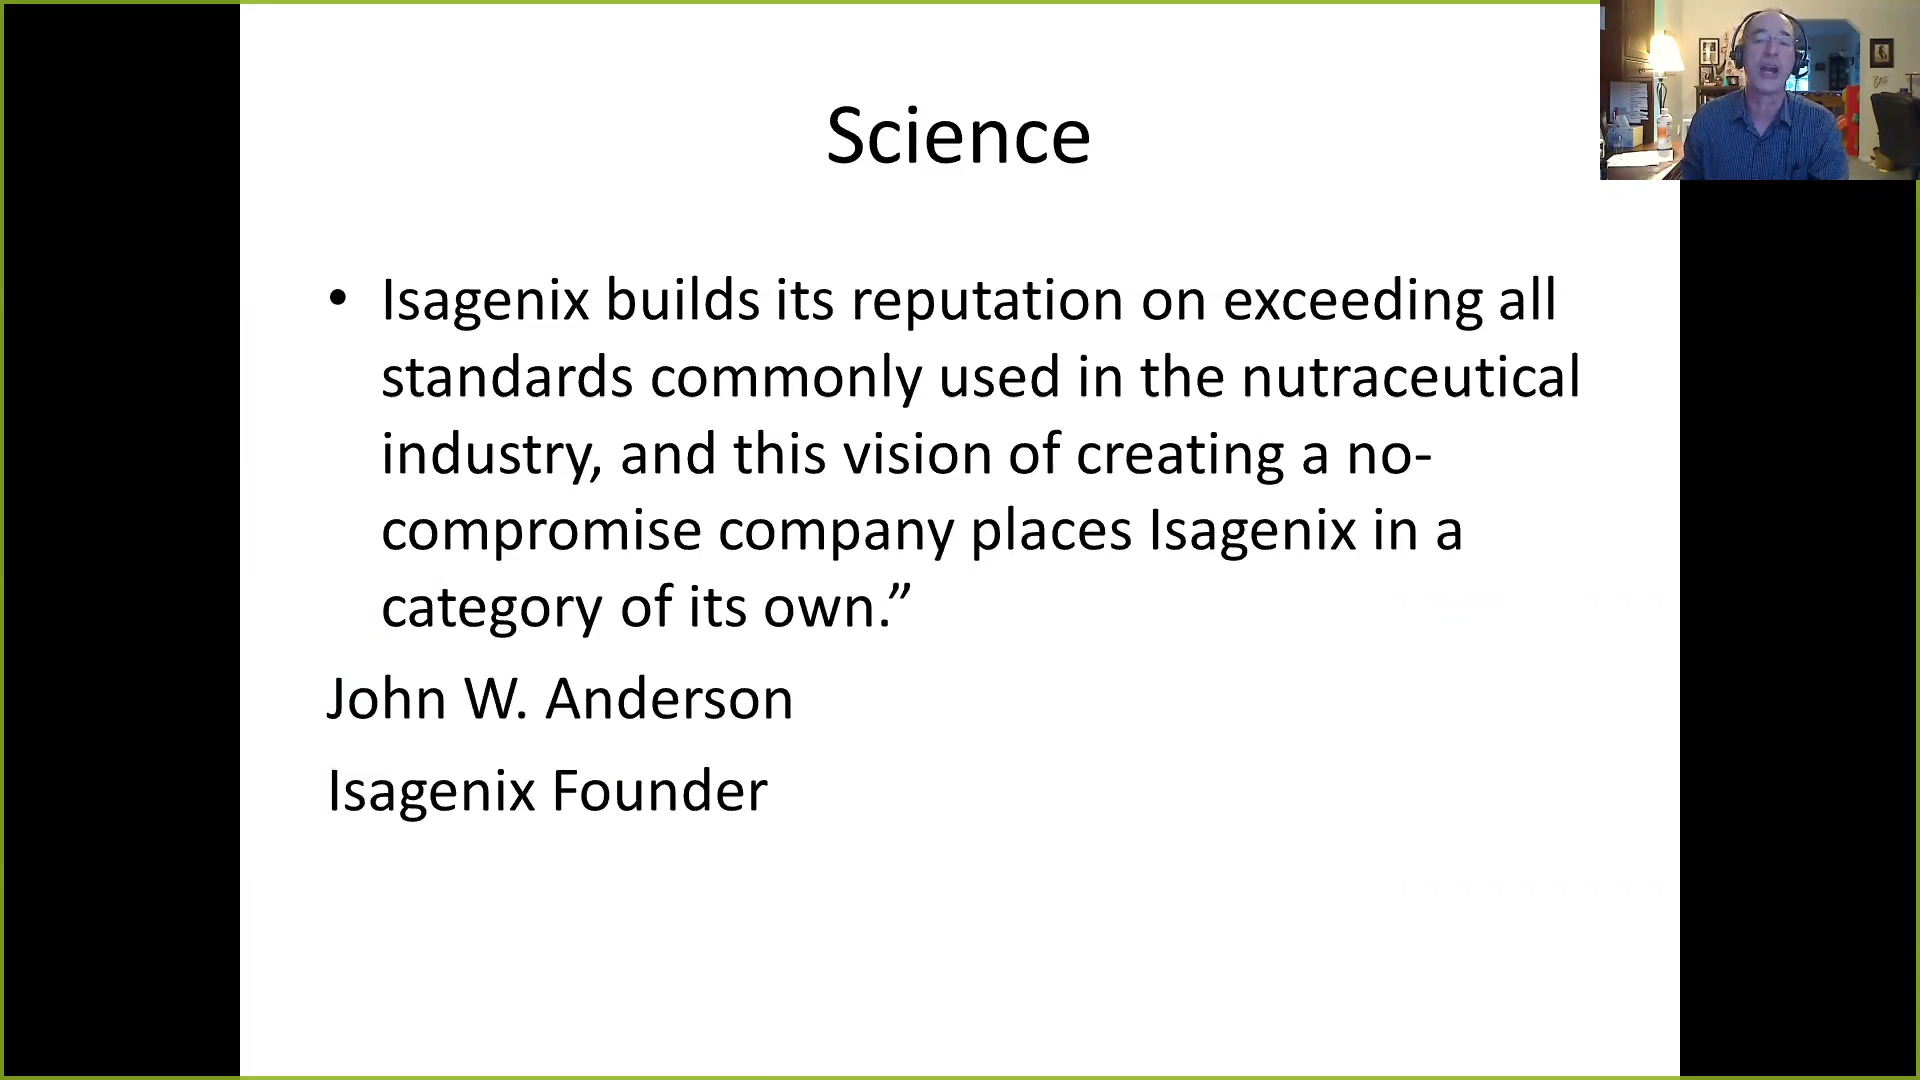 Science
• Isagenix builds its reputation on exceeding all
standards commonly used in the nutraceutical
industry, and this vision of creating a no-
compromise company places Isagenix in a
category of its own.”
John W. Anderson
Isagenix Founder